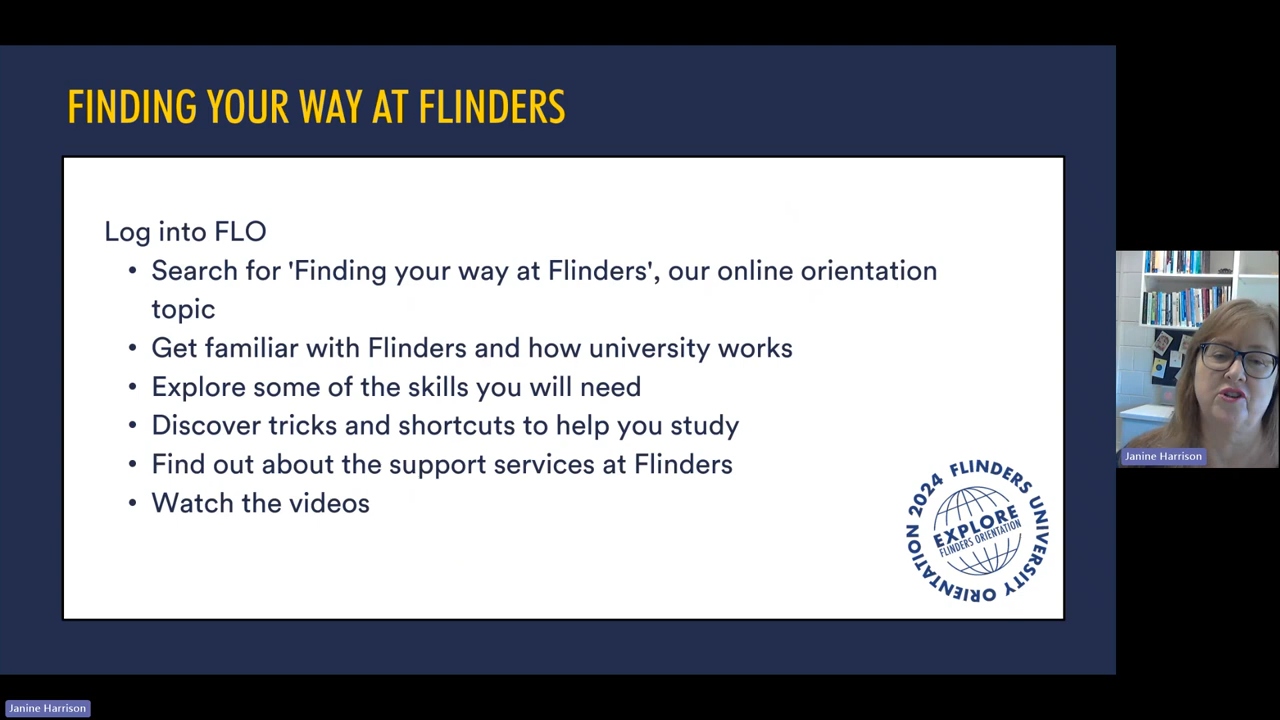 FINDING YOUR WAY AT FLINDERS
Log into FLO
• Search for 'Finding your way at Flinders', our online orientation
topic
• Get familiar with Flinders and how university works
• Explore some of the skills you will need
• Discover tricks and shortcuts to help you study
• Find out about the support services at Flinders
• Watch the videos
FLINDERS UNIVERSITY ORIENTATION 2024
EXPLORE
FLINDERS ORIENTATION
Janine Harrison
Janine Harrison